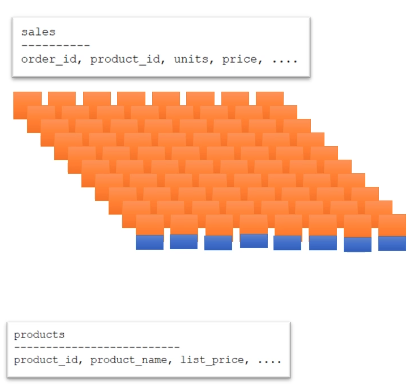 sales
----------
order_id, product_id, units, price, ....
products
------------------------
product_id, product_name, list_price, ....